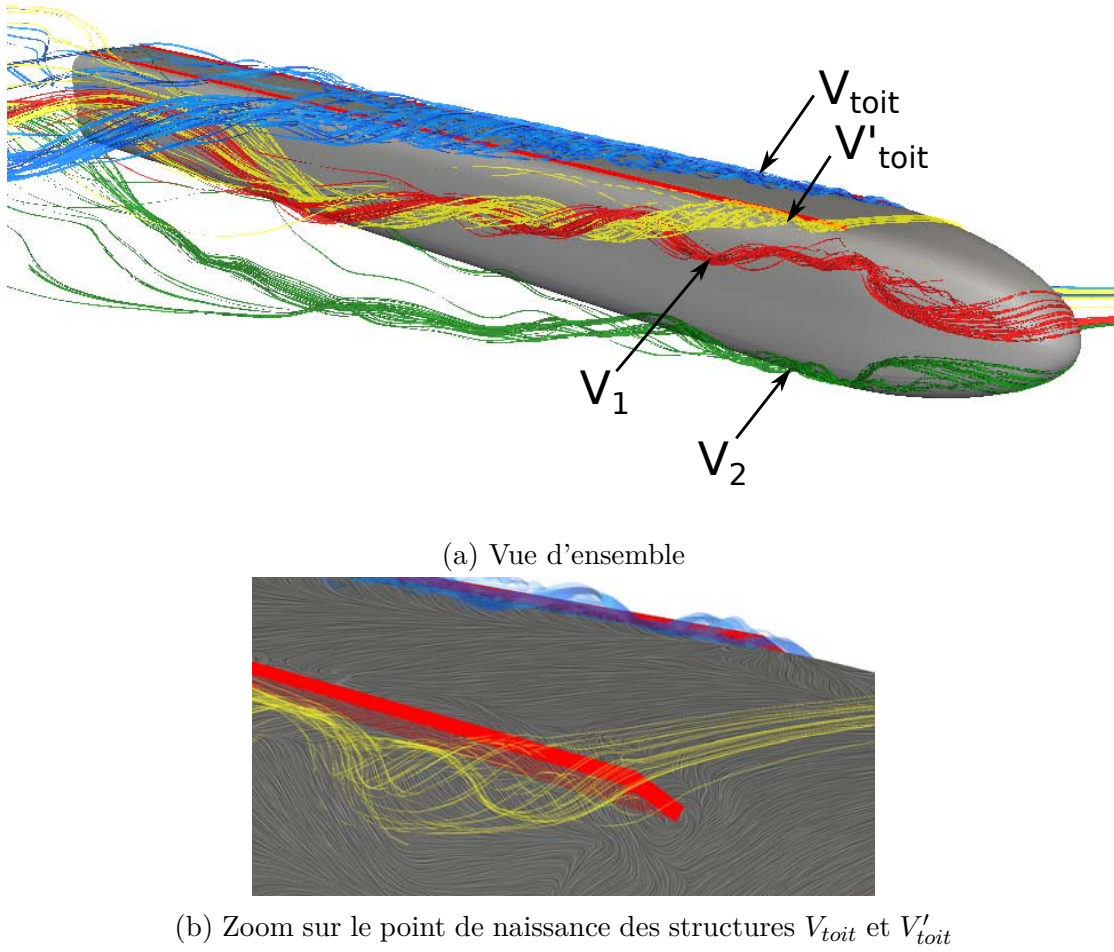 V_toit
V'_toit
V_1
V_2
(a) Vue d'ensemble
(b) Zoom sur le point de naissance des structures V_toit et V'_toit